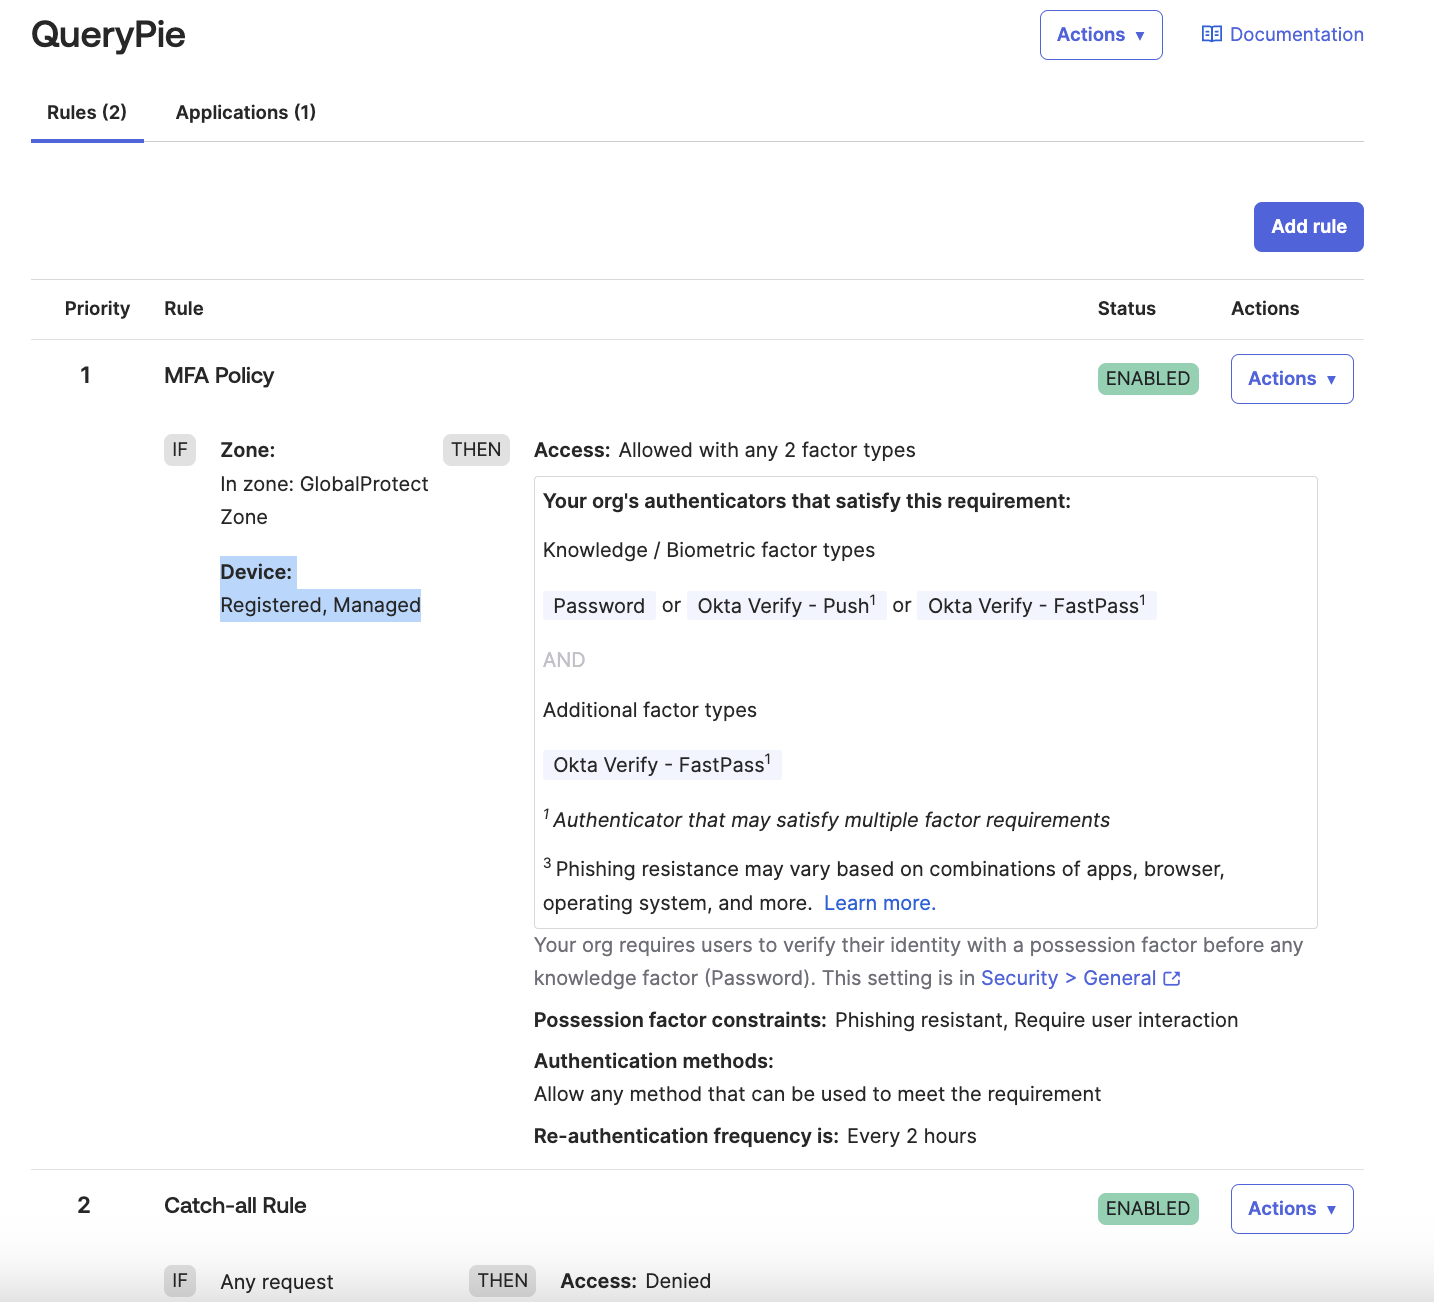 QueryPie
Actions ▼
Documentation
Rules (2)
Applications (1)
Add rule
Priority Rule Status Actions
1 MFA Policy ENABLED Actions ▼
IF Zone: THEN Access: Allowed with any 2 factor types
In zone: GlobalProtect
Zone
Device:
Registered, Managed
Your org's authenticators that satisfy this requirement:
Knowledge / Biometric factor types
Password or Okta Verify - Push¹ or Okta Verify - FastPass¹
AND
Additional factor types
Okta Verify - FastPass¹
¹ Authenticator that may satisfy multiple factor requirements
³ Phishing resistance may vary based on combinations of apps, browser,
operating system, and more. Learn more.
Your org requires users to verify their identity with a possession factor before any
knowledge factor (Password). This setting is in Security > General
Possession factor constraints: Phishing resistant, Require user interaction
Authentication methods:
Allow any method that can be used to meet the requirement
Re-authentication frequency is: Every 2 hours
2 Catch-all Rule ENABLED Actions ▼
IF Any request THEN Access: Denied